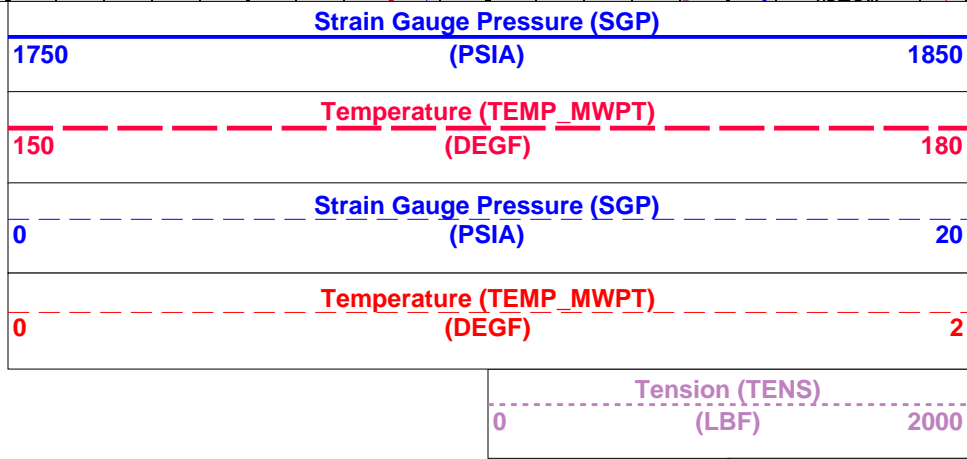 Strain Gauge Pressure (SGP)
1750 (PSIA) 1850
Temperature (TEMP_MWPT)
150 (DEGF) 180
Strain Gauge Pressure (SGP)
0 (PSIA) 20
Temperature (TEMP_MWPT)
0 (DEGF) 2
Tension (TENS)
0 (LBF) 2000